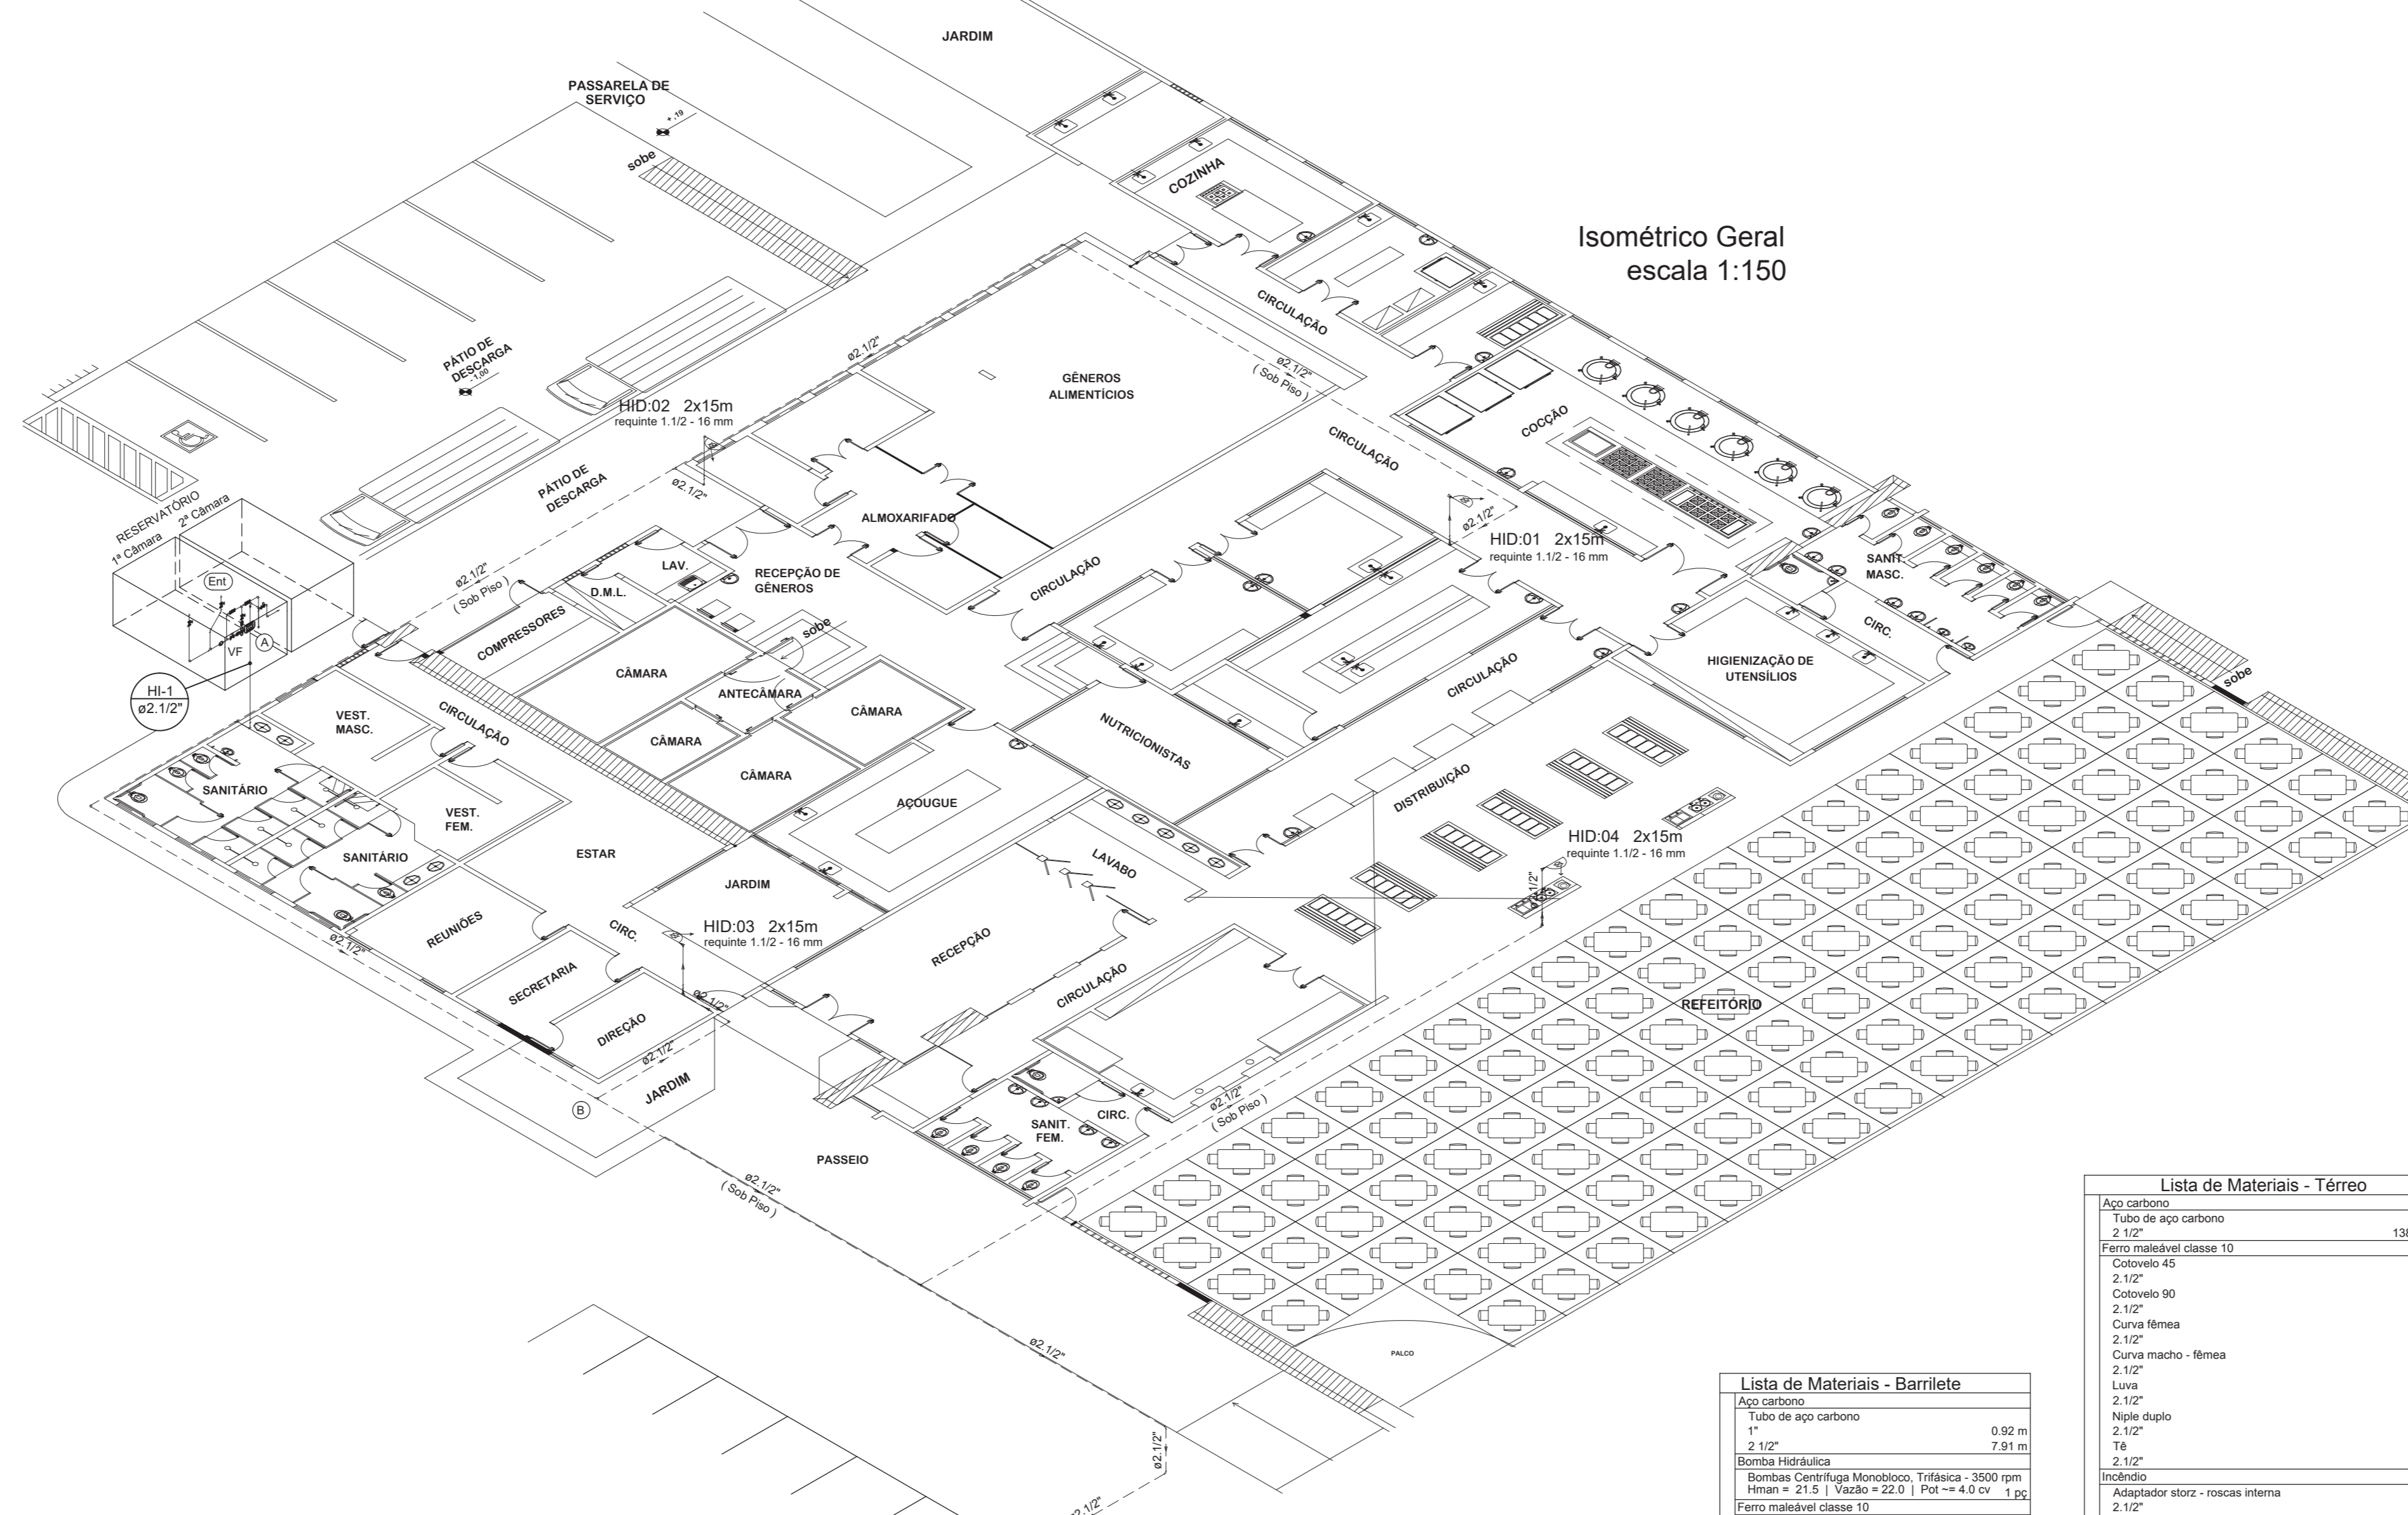 JARDIM
PASSARELA DE
SERVIÇO
+,19
sobe
COZINHA
Isométrico Geral
escala 1:150
CIRCULAÇÃO
PÁTIO DE
DESCARGA
-1,00
ø2.1/2"
ø2.1/2"
( Sob Piso )
GÊNEROS
ALIMENTÍCIOS
HID:02 2x15m
requinte 1.1/2 - 16 mm
COCÇÃO
CIRCULAÇÃO
PÁTIO DE
DESCARGA
ø2.1/2"
RESERVATÓRIO
1ª Câmara
2ª Câmara
ALMOXARIFADO
ø2.1/2"
HID:01 2x15m
requinte 1.1/2 - 16 mm
SANIT.
MASC.
LAV.
RECEPÇÃO DE
GÊNEROS
CIRCULAÇÃO
ø2.1/2"
( Sob Piso )
Ent
D.M.L.
COMPRESSORES
sobe
CIRC.
A
VF
HI-1
ø2.1/2"
CÂMARA
ANTECÂMARA
CÂMARA
CIRCULAÇÃO
HIGIENIZAÇÃO DE
UTENSÍLIOS
sobe
VEST.
MASC.
CIRCULAÇÃO
CÂMARA
NUTRICIONISTAS
CÂMARA
DISTRIBUIÇÃO
SANITÁRIO
AÇOUGUE
VEST.
FEM.
HID:04 2x15m
requinte 1.1/2 - 16 mm
SANITÁRIO
ESTAR
LAVABO
JARDIM
REUNIÕES
CIRC.
HID:03 2x15m
requinte 1.1/2 - 16 mm
RECEPÇÃO
ø2.1/2"
SECRETARIA
CIRCULAÇÃO
ø2.1/2"
REFEITÓRIO
DIREÇÃO
ø2.1/2"
JARDIM
B
CIRC.
SANIT.
FEM.
ø2.1/2"
( Sob Piso )
PASSEIO
ø2.1/2"
( Sob Piso )
ø2.1/2"
PALCO
ø2.1/2"
Lista de Materiais - Térreo
Aço carbono
Tubo de aço carbono
2 1/2"
Ferro maleável classe 10
Cotovelo 45
2.1/2"
Cotovelo 90
2.1/2"
Curva fêmea
2.1/2"
Curva macho - fêmea
2.1/2"
Luva
2.1/2"
Niple duplo
2.1/2"
Tê
2.1/2"
Incêndio
Adaptador storz - roscas interna
2.1/2"
Lista de Materiais - Barrilete
Aço carbono
Tubo de aço carbono
1" 0.92 m
2 1/2" 7.91 m
Bomba Hidráulica
Bombas Centrífuga Monobloco, Trifásica - 3500 rpm
Hman = 21.5 | Vazão = 22.0 | Pot ~= 4.0 cv 1 pç
Ferro maleável classe 10